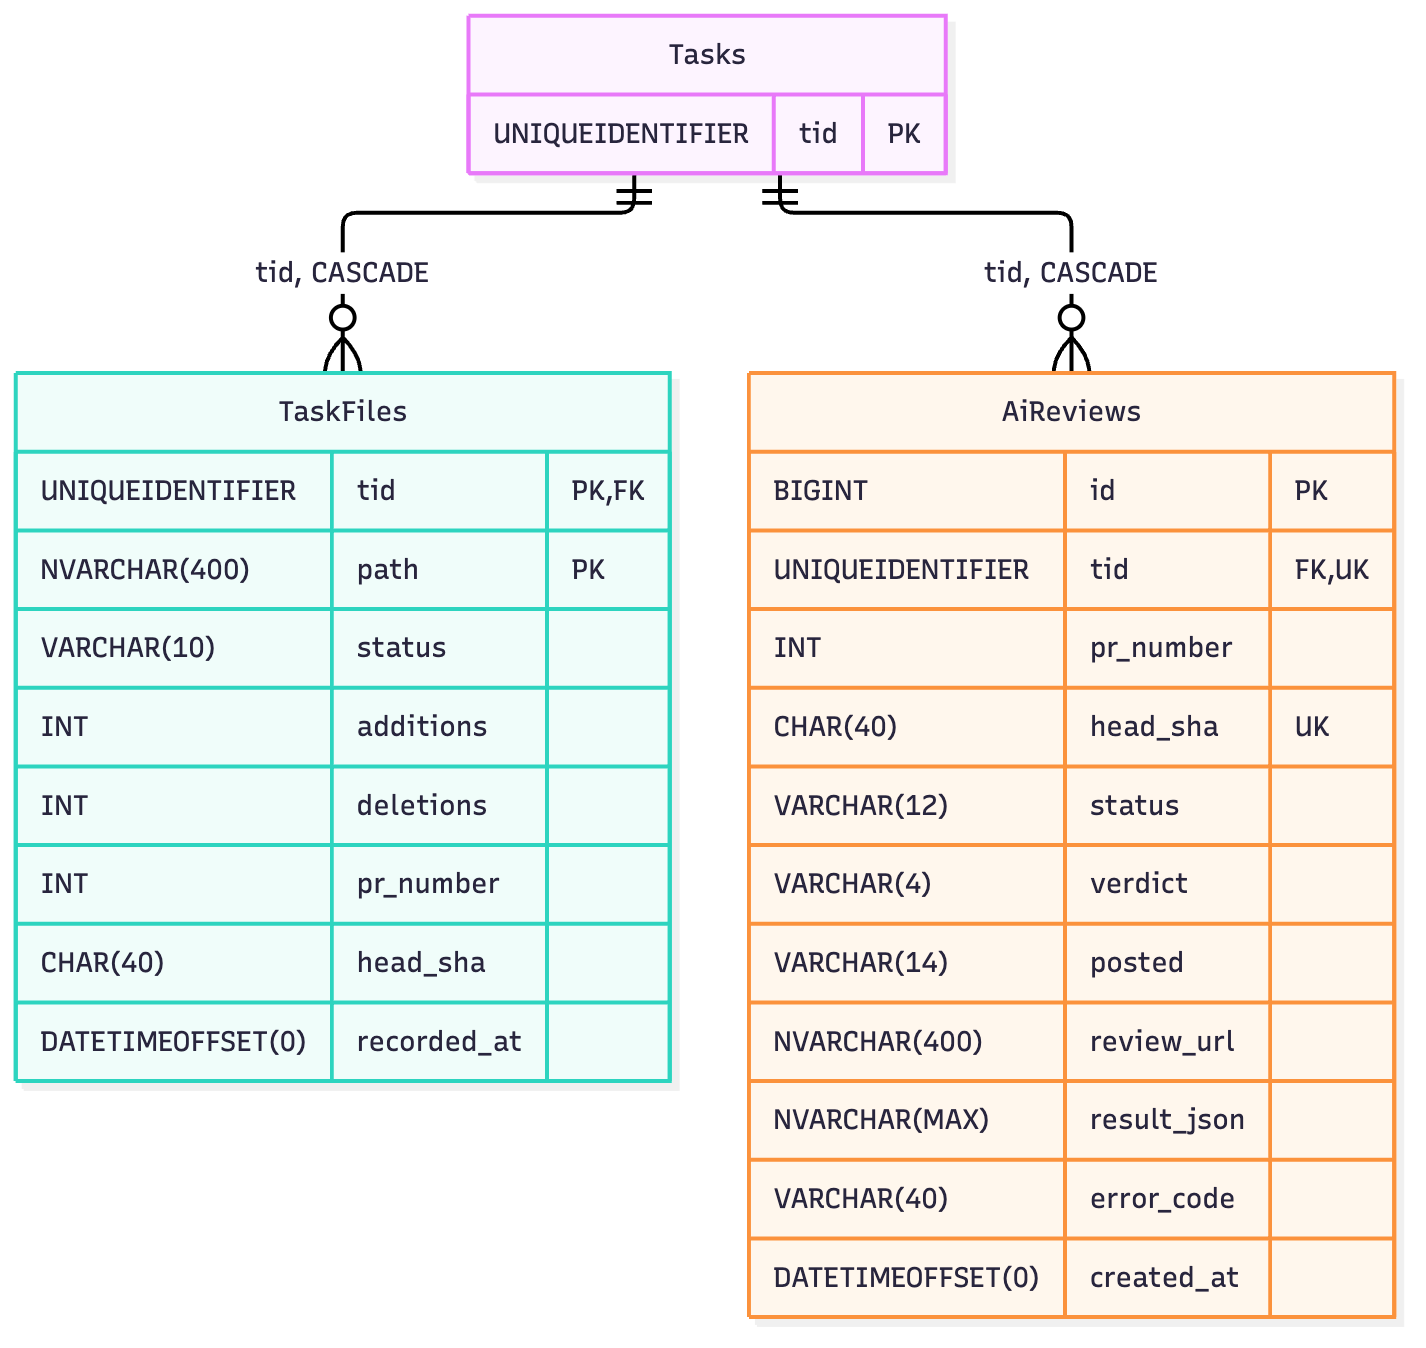 Tasks
UNIQUEIDENTIFIER tid PK
tid, CASCADE
tid, CASCADE
TaskFiles
UNIQUEIDENTIFIER tid PK,FK
NVARCHAR(400) path PK
VARCHAR(10) status
INT additions
INT deletions
INT pr_number
CHAR(40) head_sha
DATETIMEOFFSET(0) recorded_at
AiReviews
BIGINT id PK
UNIQUEIDENTIFIER tid FK,UK
INT pr_number
CHAR(40) head_sha UK
VARCHAR(12) status
VARCHAR(4) verdict
VARCHAR(14) posted
NVARCHAR(400) review_url
NVARCHAR(MAX) result_json
VARCHAR(40) error_code
DATETIMEOFFSET(0) created_at